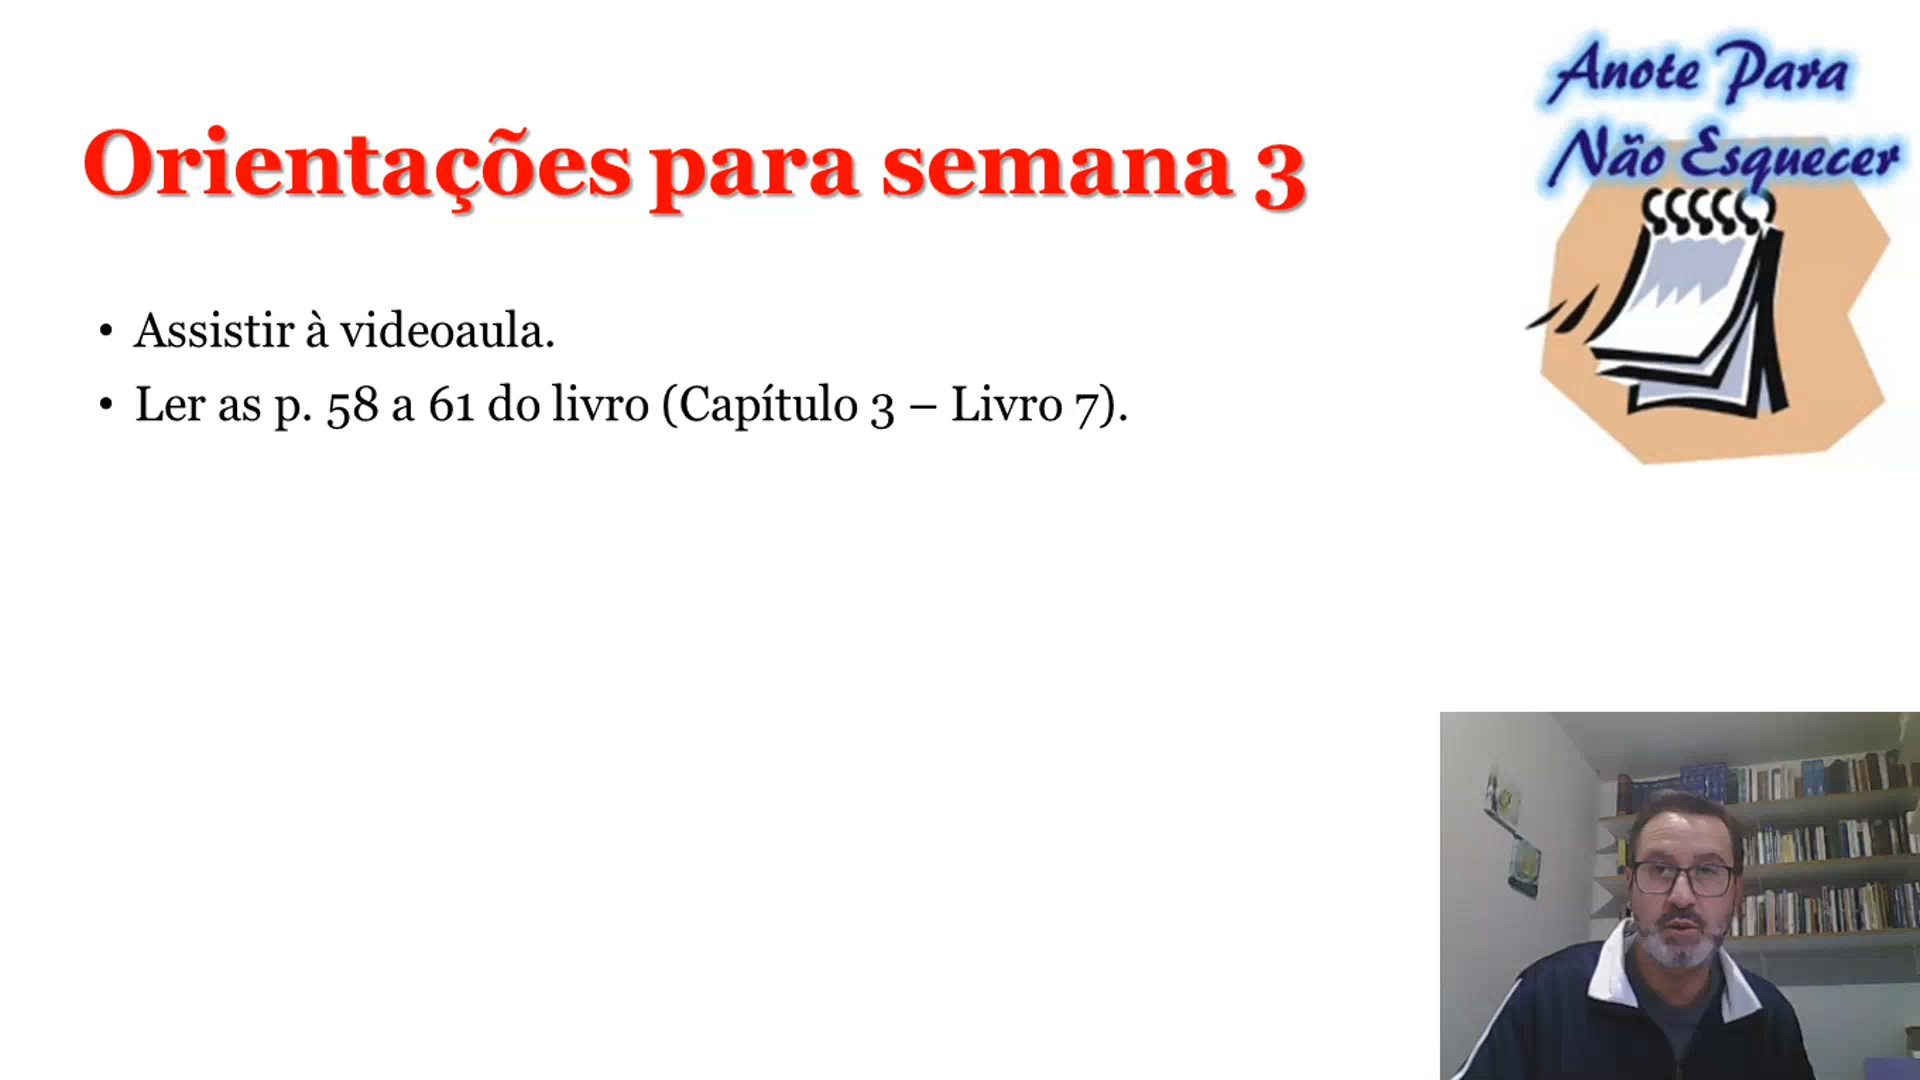 Anote Para
Não Esquecer
Orientações para semana 3
• Assistir à videoaula.
• Ler as p. 58 a 61 do livro (Capítulo 3 – Livro 7).